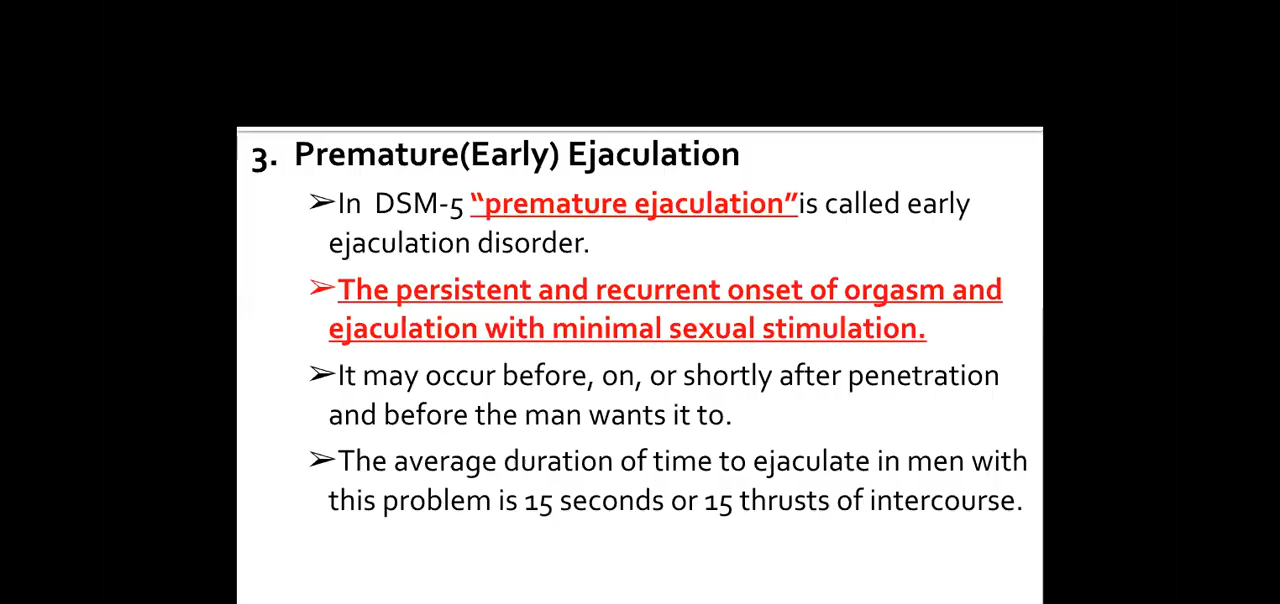 3. Premature(Early) Ejaculation
➢In DSM-5 “premature ejaculation”is called early
ejaculation disorder.
➢The persistent and recurrent onset of orgasm and
ejaculation with minimal sexual stimulation.
➢It may occur before, on, or shortly after penetration
and before the man wants it to.
➢The average duration of time to ejaculate in men with
this problem is 15 seconds or 15 thrusts of intercourse.